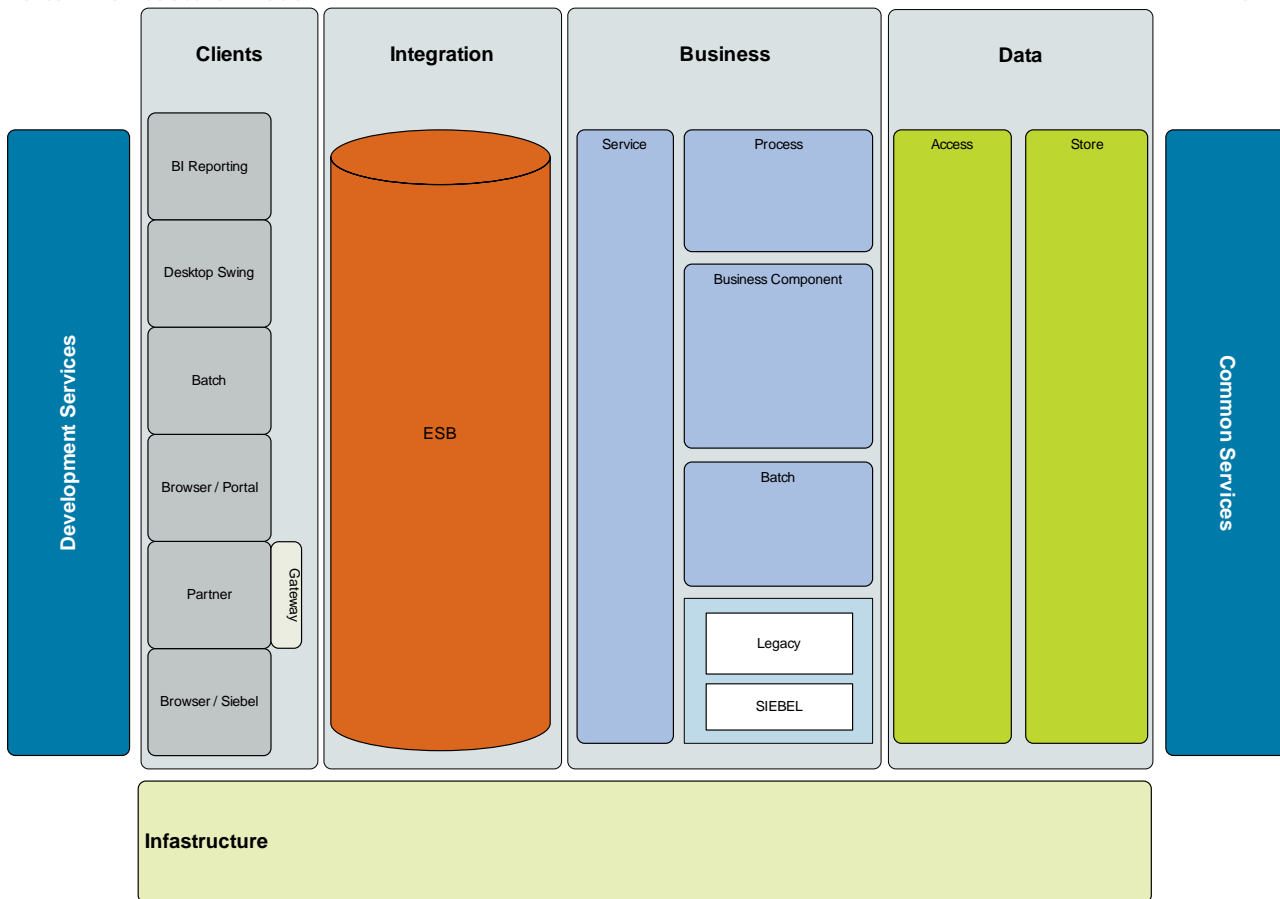 Clients
Integration
Business
Data
Development Services
BI Reporting
Desktop Swing
Batch
Browser / Portal
Partner
Gateway
Browser / Siebel
ESB
Service
Process
Business Component
Batch
Legacy
SIEBEL
Access
Store
Common Services
Infastructure